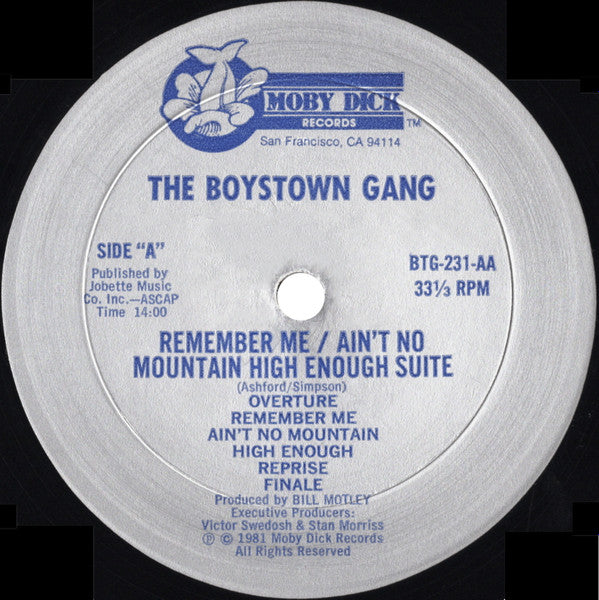 MOBY DICK
RECORDS
TM
San Francisco, CA 94114
THE BOYSTOWN GANG
SIDE "A"
Published by
Jobette Music
Co. Inc.—ASCAP
Time 14:00
BTG-231-AA
33⅓ RPM
REMEMBER ME / AIN'T NO
MOUNTAIN HIGH ENOUGH SUITE
(Ashford/Simpson)
OVERTURE
REMEMBER ME
AIN'T NO MOUNTAIN
HIGH ENOUGH
REPRISE
FINALE
Produced by BILL MOTLEY
Executive Producers:
Victor Swedosh & Stan Morriss
℗ © 1981 Moby Dick Records
All Rights Reserved